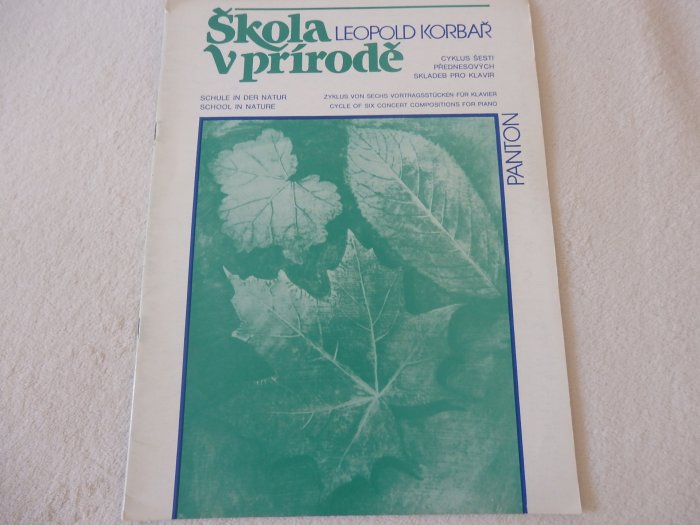 Škola
LEOPOLD KORBAŘ
V přírodě
CYKLUS ŠESTI
PŘEDNESOVÝCH
SKLADEB PRO KLAVÍR
SCHULE IN DER NATUR
ZYKLUS VON SECHS VORTRAGSSTÜCKEN FÜR KLAVIER
SCHOOL IN NATURE
CYCLE OF SIX CONCERT COMPOSITIONS FOR PIANO
PANTON